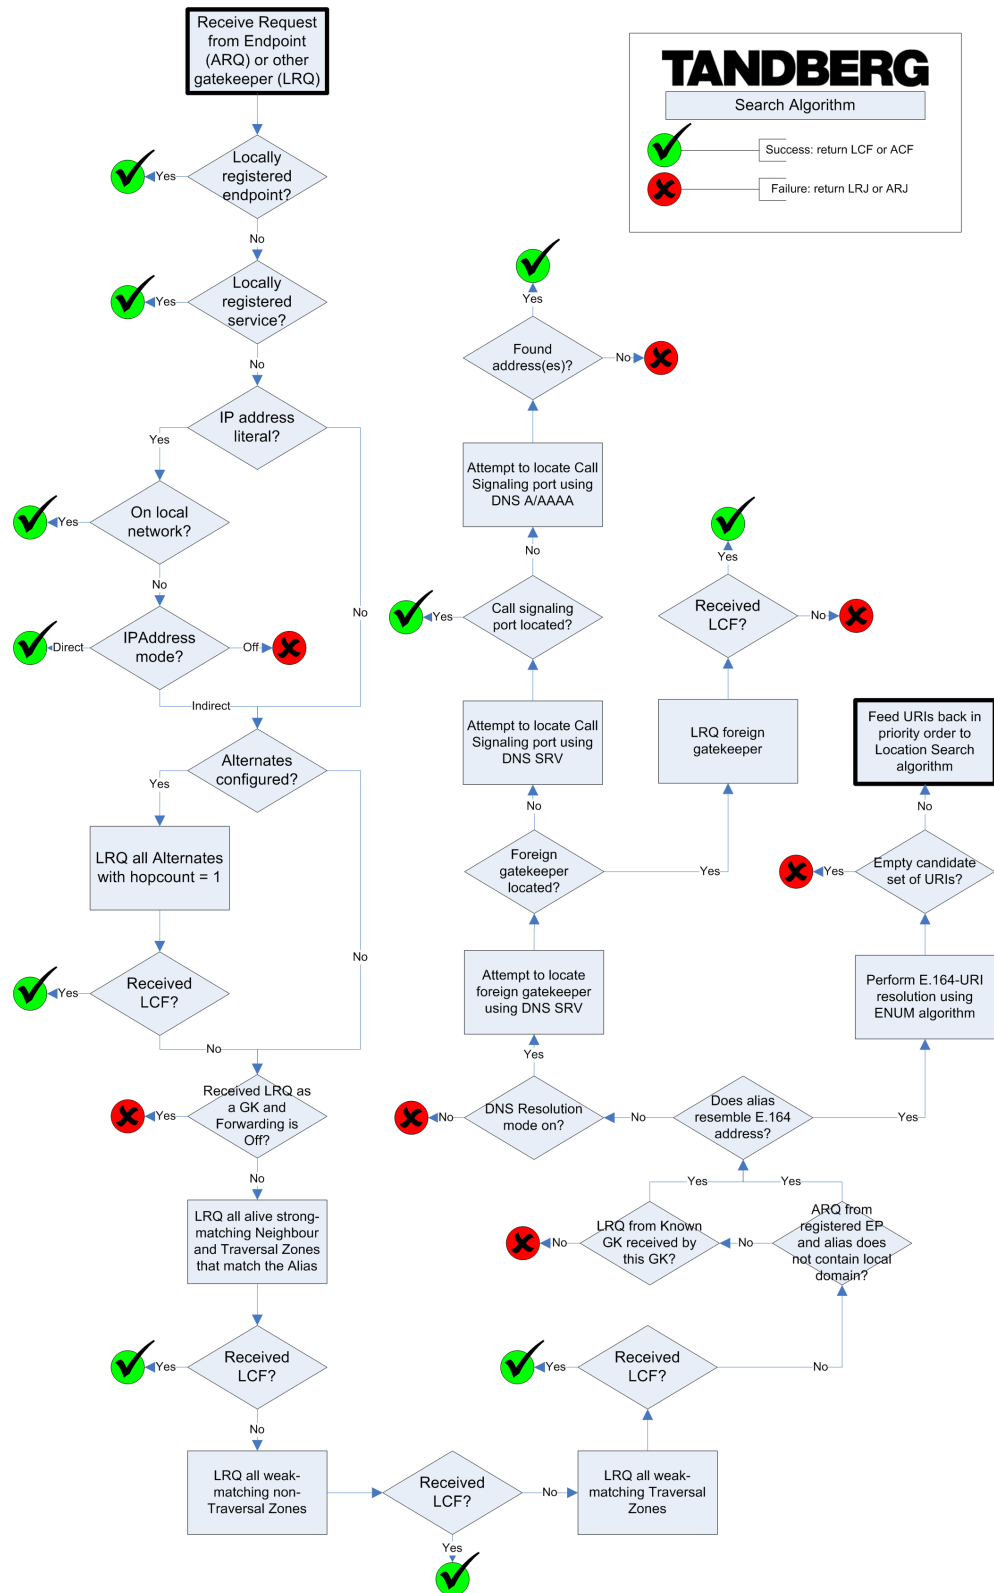 Receive Request
from Endpoint
(ARQ) or other
gatekeeper (LRQ)
TANDBERG
Search Algorithm
Success: return LCF or ACF
Failure: return LRJ or ARJ
Locally
registered
endpoint?
Yes
No
Locally
registered
service?
Yes
No
IP address
literal?
Yes
No
On local
network?
Yes
No
IPAddress
mode?
Direct
Off
Indirect
Alternates
configured?
Yes
No
LRQ all Alternates
with hopcount = 1
Received
LCF?
Yes
No
Received LRQ as
a GK and
Forwarding is
Off?
Yes
No
LRQ all alive strong-
matching Neighbour
and Traversal Zones
that match the Alias
Received
LCF?
Yes
No
LRQ all weak-
matching non-
Traversal Zones
Received
LCF?
Yes
No
LRQ all weak-
matching Traversal
Zones
Received
LCF?
Yes
No
ARQ from
registered EP
and alias does
not contain local
domain?
Yes
No
LRQ from Known
GK received by
this GK?
Yes
No
Does alias
resemble E.164
address?
Yes
No
Perform E.164-URI
resolution using
ENUM algorithm
Empty candidate
set of URIs?
Yes
No
Feed URIs back in
priority order to
Location Search
algorithm
DNS Resolution
mode on?
No
Yes
Attempt to locate
foreign gatekeeper
using DNS SRV
Foreign
gatekeeper
located?
Yes
No
LRQ foreign
gatekeeper
Received
LCF?
Yes
No
Attempt to locate Call
Signaling port using
DNS SRV
Call signaling
port located?
Yes
No
Attempt to locate Call
Signaling port using
DNS A/AAAA
Found
address(es)?
Yes
No